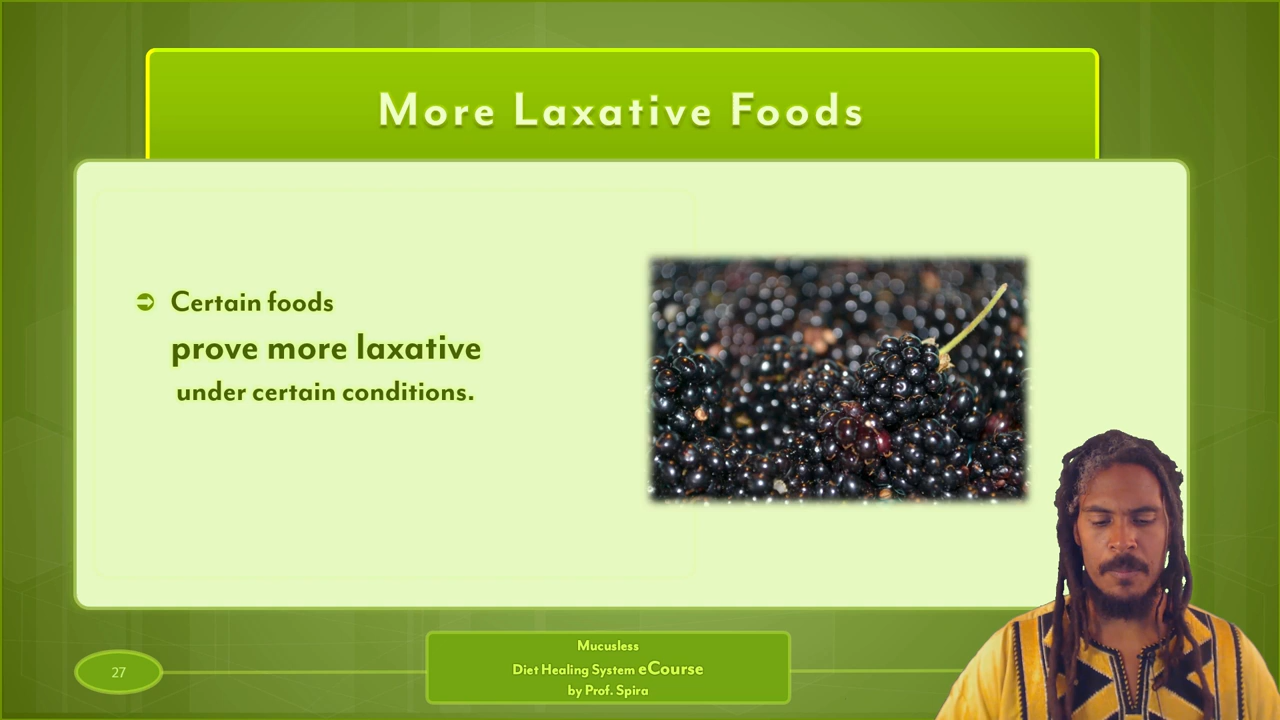 More Laxative Foods
Certain foods
prove more laxative
under certain conditions.
27
Mucusless
Diet Healing System eCourse
by Prof. Spira